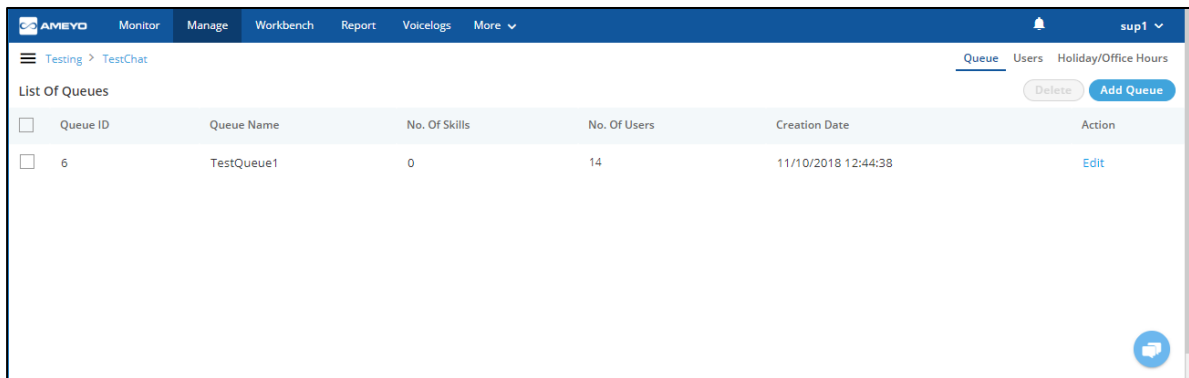 AMEYO Monitor Manage Workbench Report Voicelogs More sup1
Testing > TestChat Queue Users Holiday/Office Hours
List Of Queues Delete Add Queue
Queue ID Queue Name No. Of Skills No. Of Users Creation Date Action
6 TestQueue1 0 14 11/10/2018 12:44:38 Edit